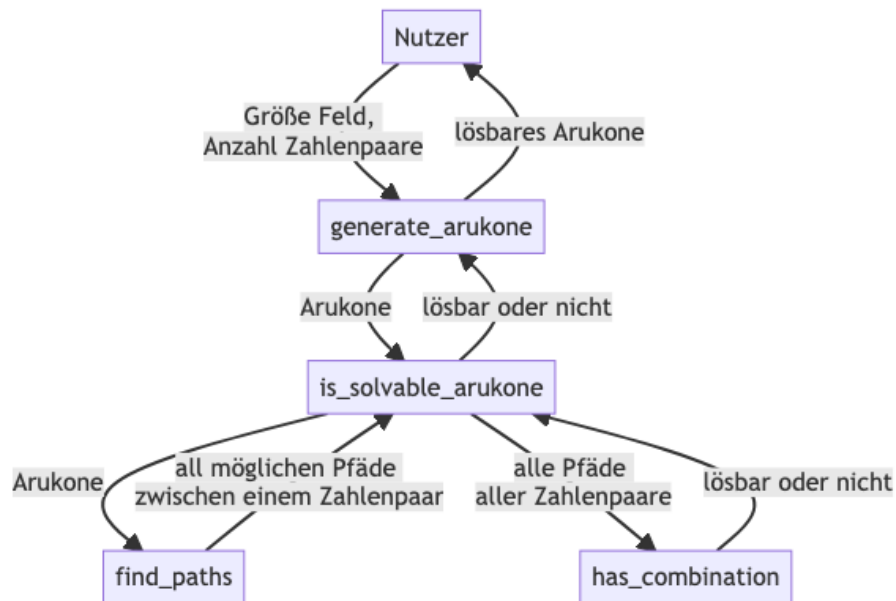 Nutzer
Größe Feld,
Anzahl Zahlenpaare
lösbares Arukone
generate_arukone
Arukone
lösbar oder nicht
is_solvable_arukone
Arukone
all möglichen Pfäde
zwischen einem Zahlenpaar
alle Pfäde
aller Zahlenpaare
lösbar oder nicht
find_paths
has_combination